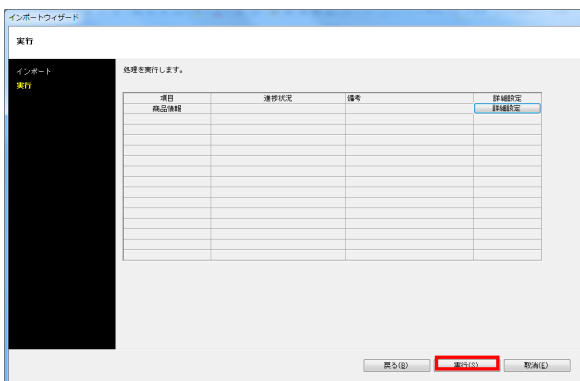 インポートウィザード
実行
インポート
実行
処理を実行します。
項目 進捗状況 備考 詳細設定
商品情報 詳細設定
戻る(B) 実行(S) 取消(E)